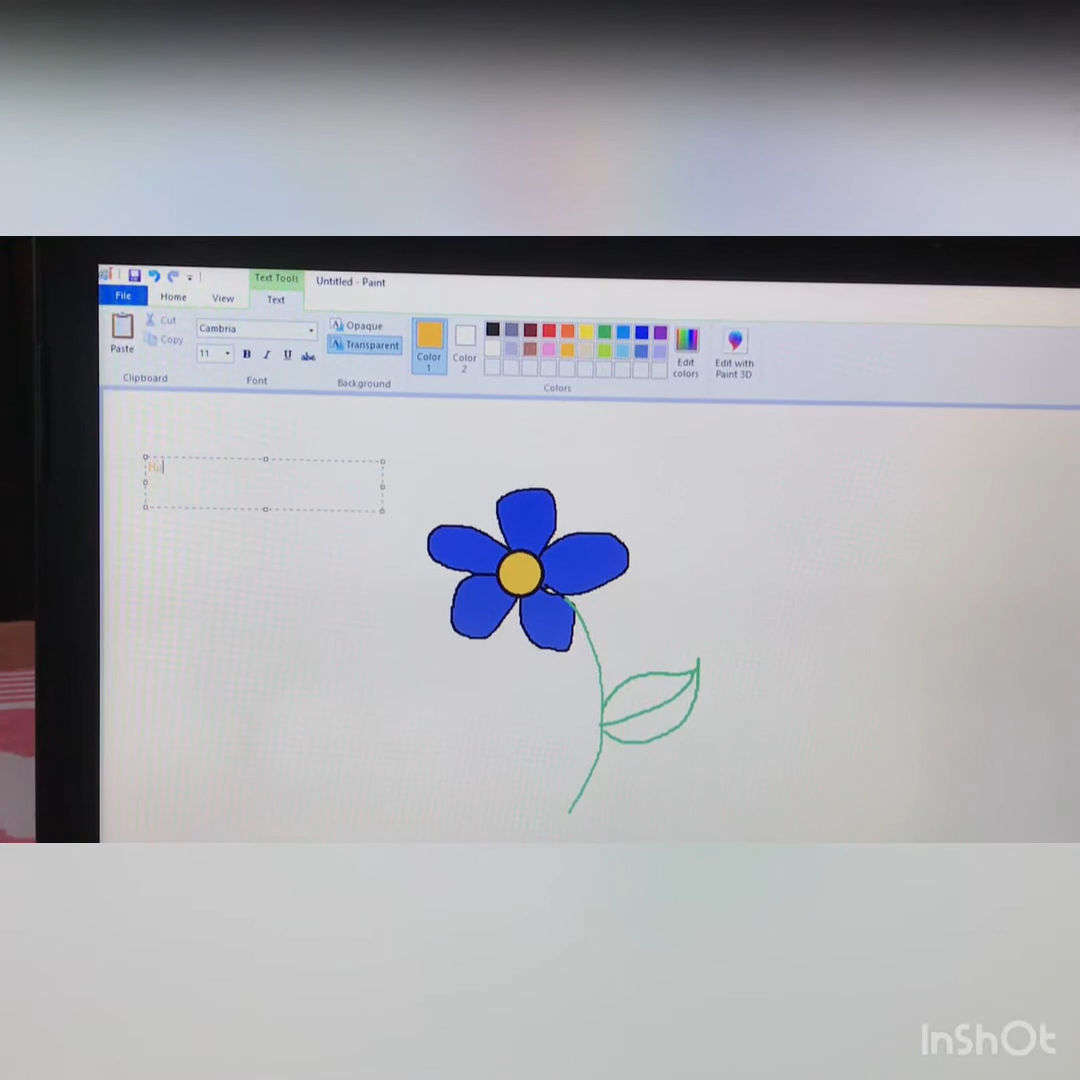 Text Tools
Untitled - Paint
File
Home
View
Text
Paste
Cut
Copy
Clipboard
Cambria
11
B I U abc
Font
Opaque
Transparent
Background
Color 1
Color 2
Colors
Edit colors
Edit with Paint 3D
InShOt